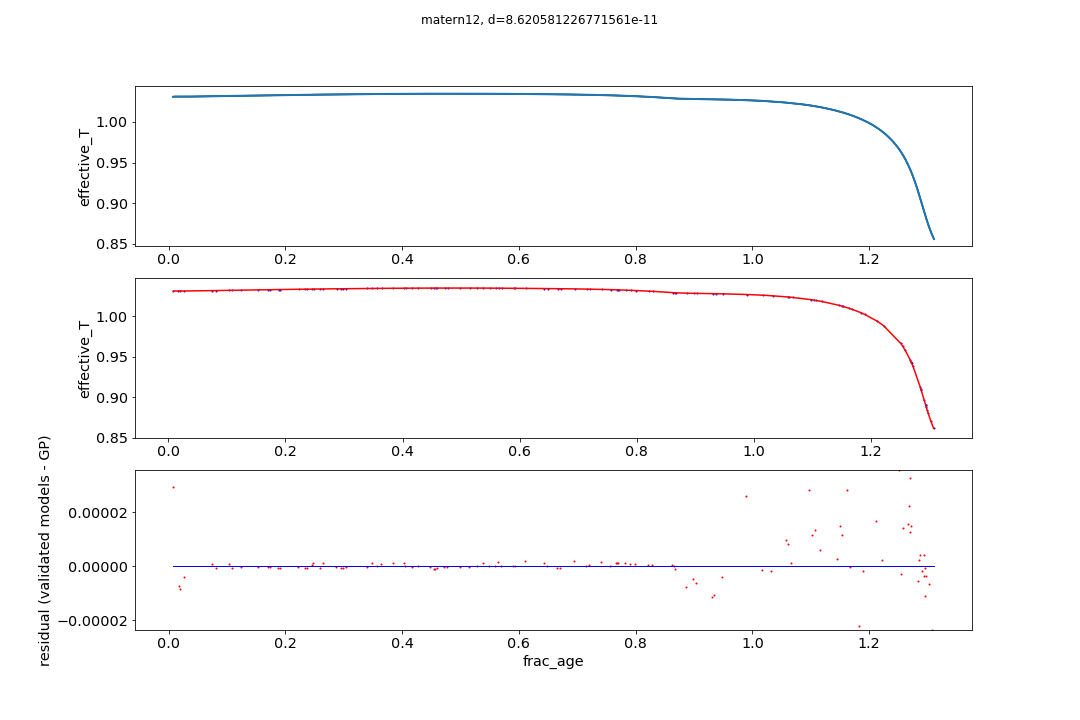 matern12, d=8.620581226771561e-11
effective_T
1.00
0.95
0.90
0.85
0.0 0.2 0.4 0.6 0.8 1.0 1.2
effective_T
1.00
0.95
0.90
0.85
0.0 0.2 0.4 0.6 0.8 1.0 1.2
residual (validated models - GP)
0.00002
0.00000
−0.00002
0.0 0.2 0.4 0.6 0.8 1.0 1.2
frac_age